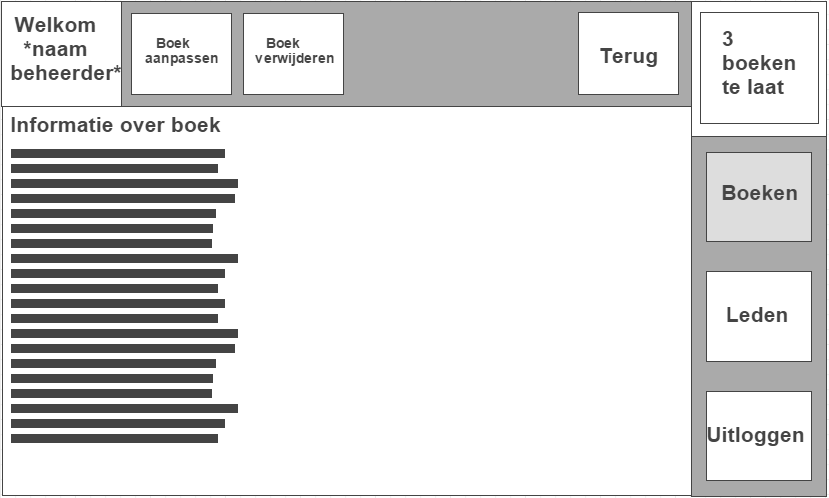 Welkom
*naam
beheerder*
Boek
aanpassen
Boek
verwijderen
Terug
3
boeken
te laat
Informatie over boek
Boeken
Leden
Uitloggen